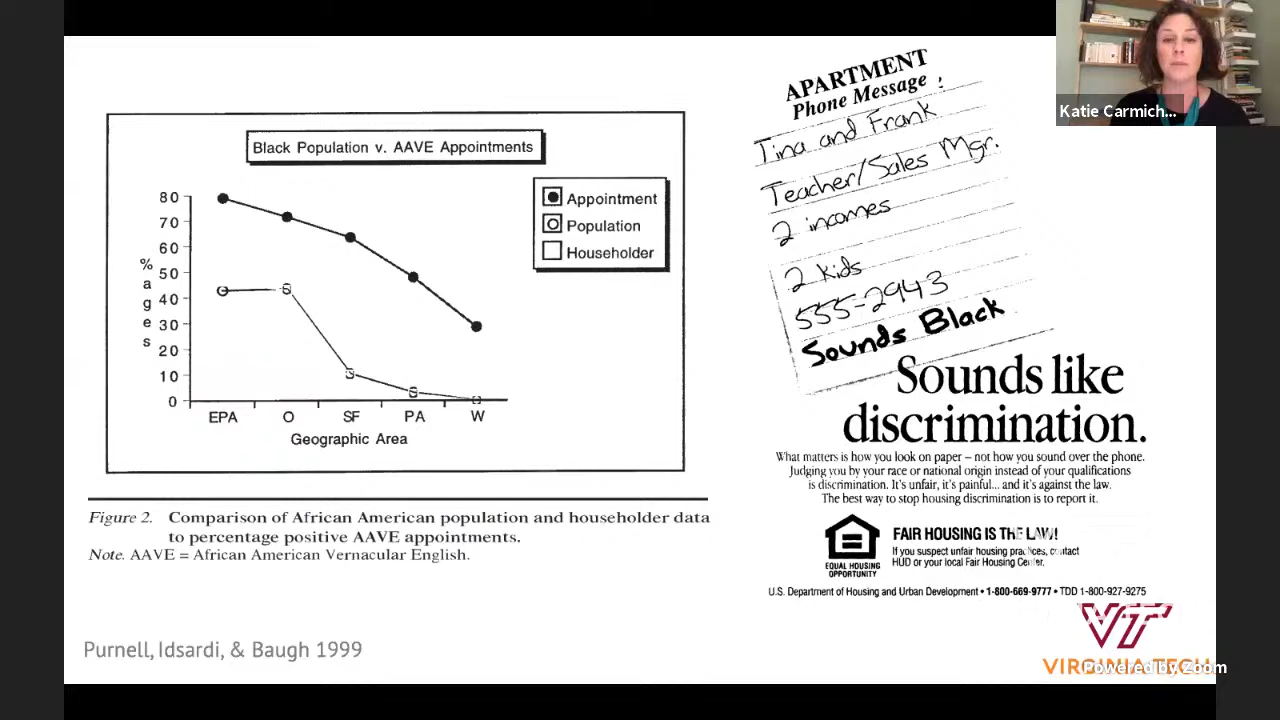 Black Population v. AAVE Appointments
80
70
60
50
40
30
20
10
0
%
a
g
e
s
EPA
O
SF
PA
W
Geographic Area
Appointment
Population
Householder
Figure 2. Comparison of African American population and householder data
to percentage positive AAVE appointments.
Note. AAVE = African American Vernacular English.
Purnell, Idsardi, & Baugh 1999
APARTMENT
Phone Message!
Tina and Frank
Teacher/Sales Mgr.
2 incomes
2 kids
555-2943
Sounds Black
Sounds like
discrimination.
What matters is how you look on paper – not how you sound over the phone.
Judging you by your race or national origin instead of your qualifications
is discrimination. It's unfair, it's painful... and it's against the law.
The best way to stop housing discrimination is to report it.
EQUAL HOUSING
OPPORTUNITY
FAIR HOUSING IS THE LAW!
If you suspect unfair housing practices, contact
HUD or your local Fair Housing Center.
U.S. Department of Housing and Urban Development • 1-800-669-9777 • TDD 1-800-927-9275
VT
VIRGINIA TECH
Powered by Zoom
Katie Carmich...